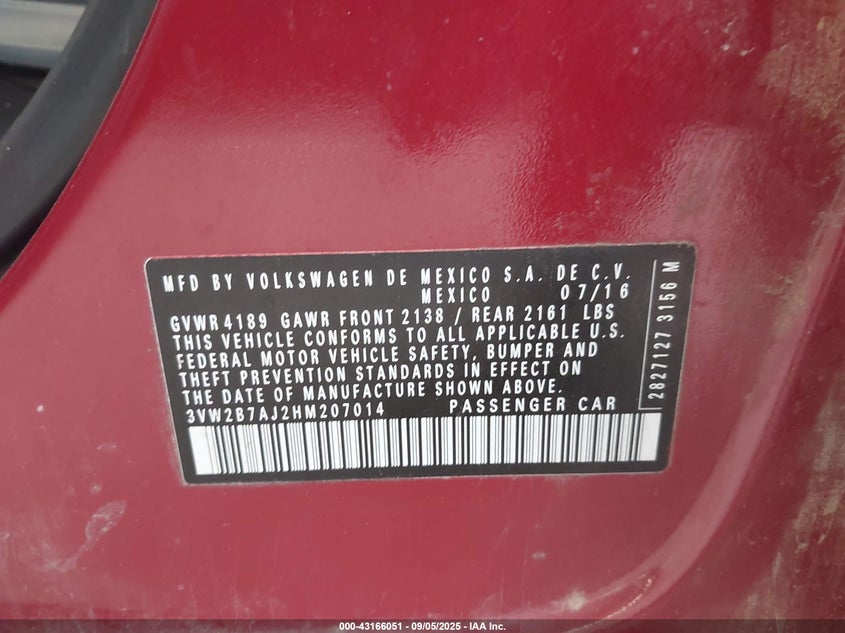 MFD BY VOLKSWAGEN DE MEXICO S.A. DE C.V.
MEXICO 07/16
GVWR 4189 GAWR FRONT 2138 / REAR 2161 LBS
THIS VEHICLE CONFORMS TO ALL APPLICABLE U.S.
FEDERAL MOTOR VEHICLE SAFETY, BUMPER AND
THEFT PREVENTION STANDARDS IN EFFECT ON
THE DATE OF MANUFACTURE SHOWN ABOVE.
3VW2B7AJ2HM207014 PASSENGER CAR
2827127 3156 M
000-43166051 - 09/05/2025 - IAA Inc.